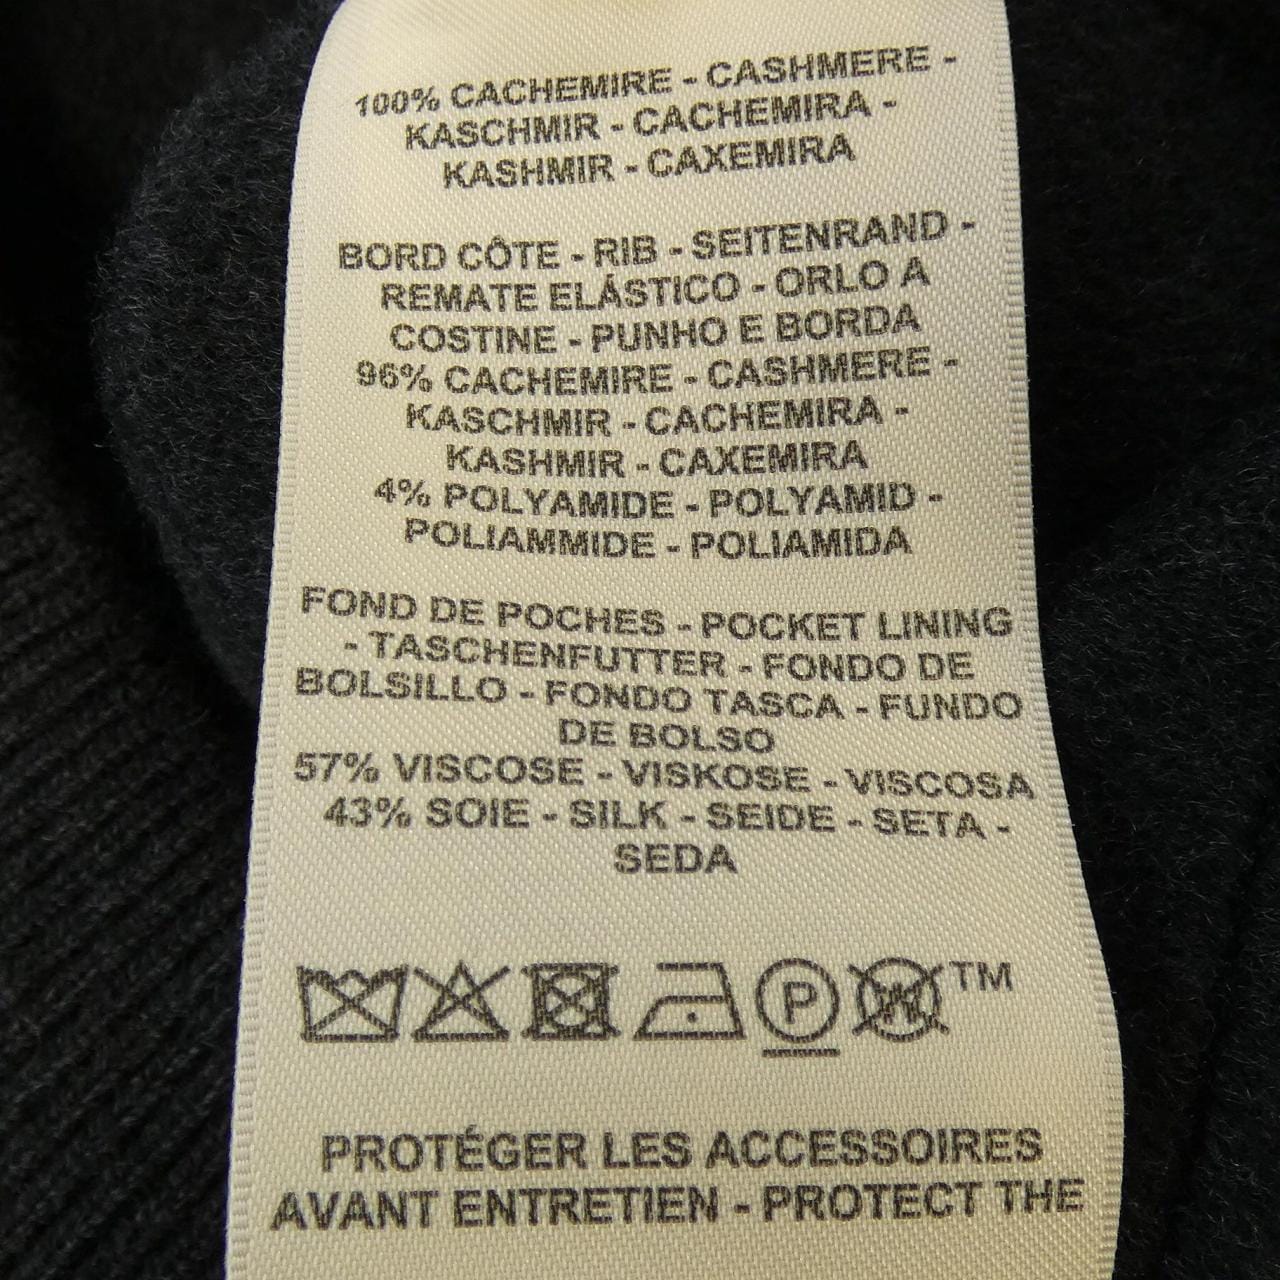 100% CACHEMIRE - CASHMERE -
KASCHMIR - CACHEMIRA -
KASHMIR - CAXEMIRA
BORD CÔTE - RIB - SEITENRAND -
REMATE ELÁSTICO - ORLO A
COSTINE - PUNHO E BORDA
96% CACHEMIRE - CASHMERE -
KASCHMIR - CACHEMIRA -
KASHMIR - CAXEMIRA
4% POLYAMIDE - POLYAMID -
POLIAMMIDE - POLIAMIDA
FOND DE POCHES - POCKET LINING
- TASCHENFUTTER - FONDO DE
BOLSILLO - FONDO TASCA - FUNDO
DE BOLSO
57% VISCOSE - VISKOSE - VISCOSA
43% SOIE - SILK - SEIDE - SETA -
SEDA
P W TM
PROTÉGER LES ACCESSOIRES
AVANT ENTRETIEN - PROTECT THE